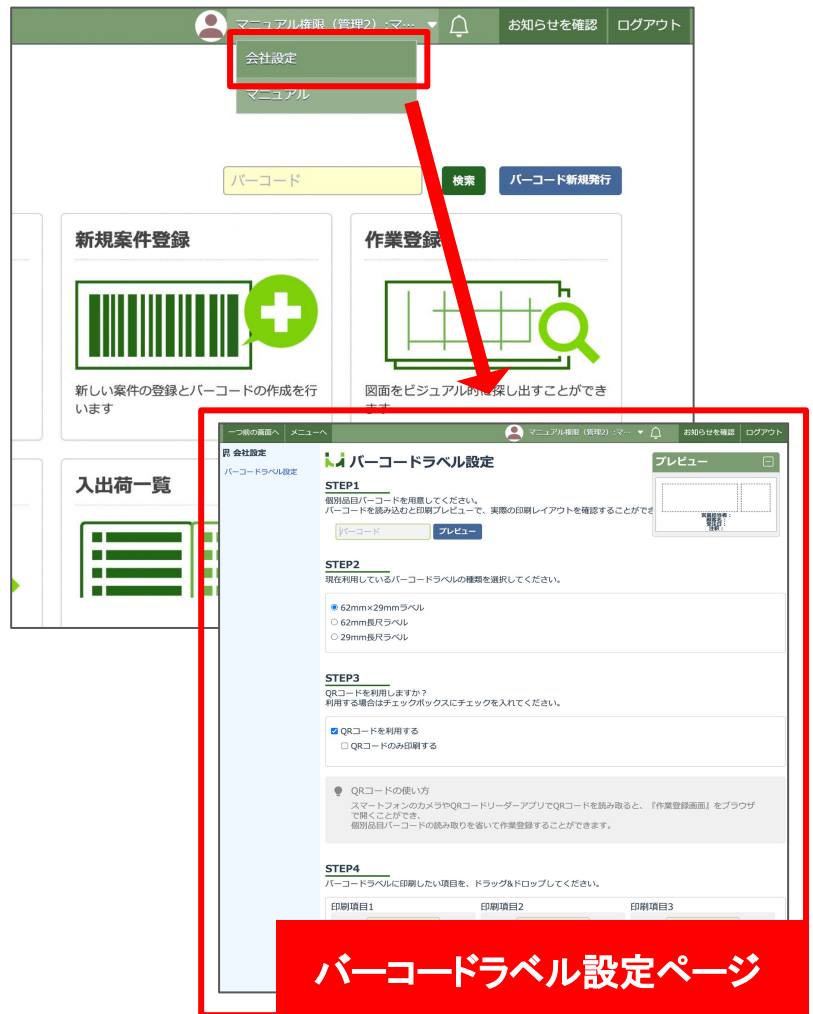 マニュアル権限（管理2）:マ… ▼
お知らせを確認
ログアウト
会社設定
マニュアル
バーコード
検索
バーコード新規発行
新規案件登録
作業登録
新しい案件の登録とバーコードの作成を行
います
図面をビジュアル的に探し出すことができ
ます
入出荷一覧
一つ前の画面へ
メニューへ
マニュアル権限（管理2）:マ… ▼
お知らせを確認
ログアウト
会社設定
バーコードラベル設定
バーコードラベル設定
プレビュー
営業担当者：
顧客名：
受注日：
注釈：
STEP1
個別品目バーコードを用意してください。
バーコードを読み込むと印刷プレビューで、実際の印刷レイアウトを確認することができ
バーコード
プレビュー
STEP2
現在利用しているバーコードラベルの種類を選択してください。
62mm×29mmラベル
62mm長尺ラベル
29mm長尺ラベル
STEP3
QRコードを利用しますか？
利用する場合はチェックボックスにチェックを入れてください。
QRコードを利用する
QRコードのみ印刷する
QRコードの使い方
スマートフォンのカメラやQRコードリーダーアプリでQRコードを読み取ると、『作業登録画面』をブラウザ
で開くことができ、
個別品目バーコードの読み取りを省いて作業登録することができます。
STEP4
バーコードラベルに印刷したい項目を、ドラッグ&ドロップしてください。
印刷項目1
印刷項目2
印刷項目3
バーコードラベル設定ページ